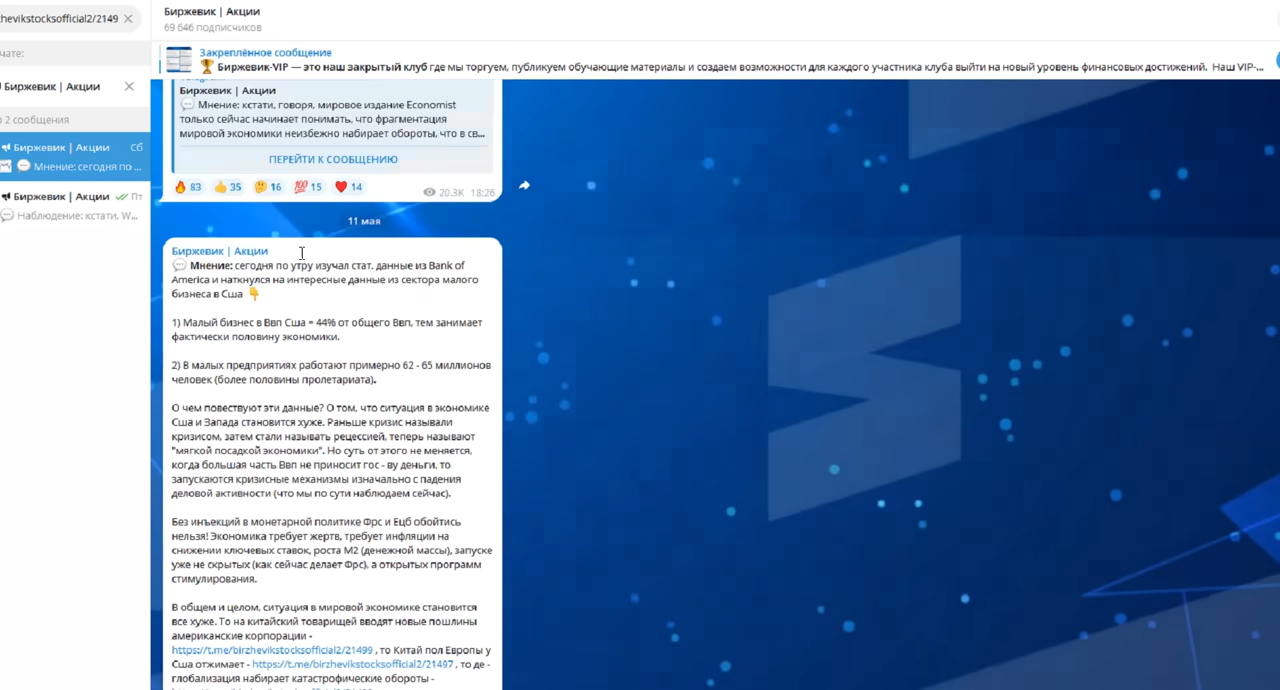 hevikstocksofficial2/2149
чате:
Биржевик | Акции
2 сообщения
Биржевик | Акции Сб
Мнение: сегодня по ...
Биржевик | Акции Пт
Наблюдение: кстати, W...
Биржевик | Акции
69 646 подписчиков
Закреплённое сообщение
🏆 Биржевик-VIP — это наш закрытый клуб где мы торгуем, публикуем обучающие материалы и создаем возможности для каждого участника клуба выйти на новый уровень финансовых достижений. Наш VIP-...
Биржевик | Акции
💬 Мнение: кстати, говоря, мировое издание Economist
только сейчас начинает понимать, что фрагментация
мировой экономики неизбежно набирает обороты, что в св...
ПЕРЕЙТИ К СООБЩЕНИЮ
🔥 83 👍 35 🤔 16 💯 15 ❤ 14 20.3K 18:26
11 мая
Биржевик | Акции
💬 Мнение: сегодня по утру изучал стат. данные из Bank of
America и наткнулся на интересные данные из сектора малого
бизнеса в Сша 👇
1) Малый бизнес в Ввп Сша = 44% от общего Ввп, тем занимает
фактически половину экономики.
2) В малых предприятиях работают примерно 62 - 65 миллионов
человек (более половины пролетариата).
О чем повествуют эти данные? О том, что ситуация в экономике
Сша и Запада становится хуже. Раньше кризис называли
кризисом, затем стали называть рецессией, теперь называют
"мягкой посадкой экономики". Но суть от этого не меняется,
когда большая часть Ввп не приносит гос - ву деньги, то
запускаются кризисные механизмы изначально с падения
деловой активности (что мы по сути наблюдаем сейчас).
Без инъекций в монетарной политике Фрс и Ецб обойтись
нельзя! Экономика требует жертв, требует инфляции на
снижении ключевых ставок, роста М2 (денежной массы), запуске
уже не скрытых (как сейчас делает Фрс), а открытых программ
стимулирования.
В общем и целом, ситуация в мировой экономике становится
все хуже. То на китайский товарищей вводят новые пошлины
американские корпорации -
https://t.me/birzhevikstocksofficial2/21499 , то Китай пол Европы у
Сша отжимает - https://t.me/birzhevikstocksofficial2/21497 , то де -
глобализация набирает катастрофические обороты -